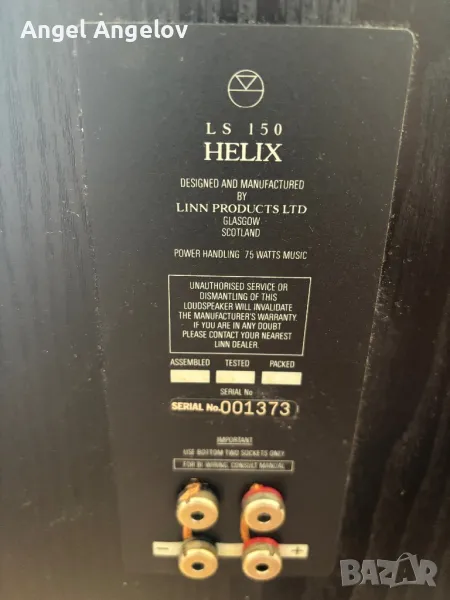 Angel Angelov
LS 150
HELIX
DESIGNED AND MANUFACTURED
BY
LINN PRODUCTS LTD
GLASGOW
SCOTLAND
POWER HANDLING 75 WATTS MUSIC
UNAUTHORISED SERVICE OR
DISMANTLING OF THIS
LOUDSPEAKER WILL INVALIDATE
THE MANUFACTURER'S WARRANTY.
IF YOU ARE IN ANY DOUBT
PLEASE CONTACT YOUR NEAREST
LINN DEALER.
ASSEMBLED TESTED PACKED
SERIAL No
SERIAL No. 001373
IMPORTANT
USE BOTTOM TWO SOCKETS ONLY
FOR BI-WIRING, CONSULT MANUAL
− +
BAZAR